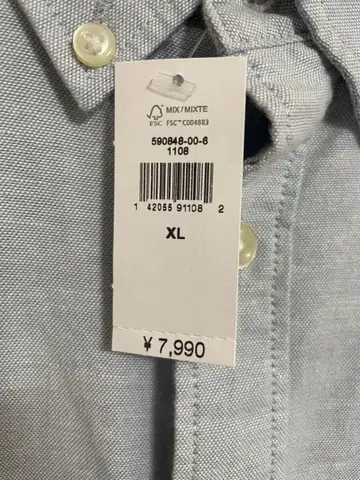 MIX/MIXTE
FSC FSC™ C004883
590848-00-6
1108
1 42055 91108 2
XL
¥ 7,990